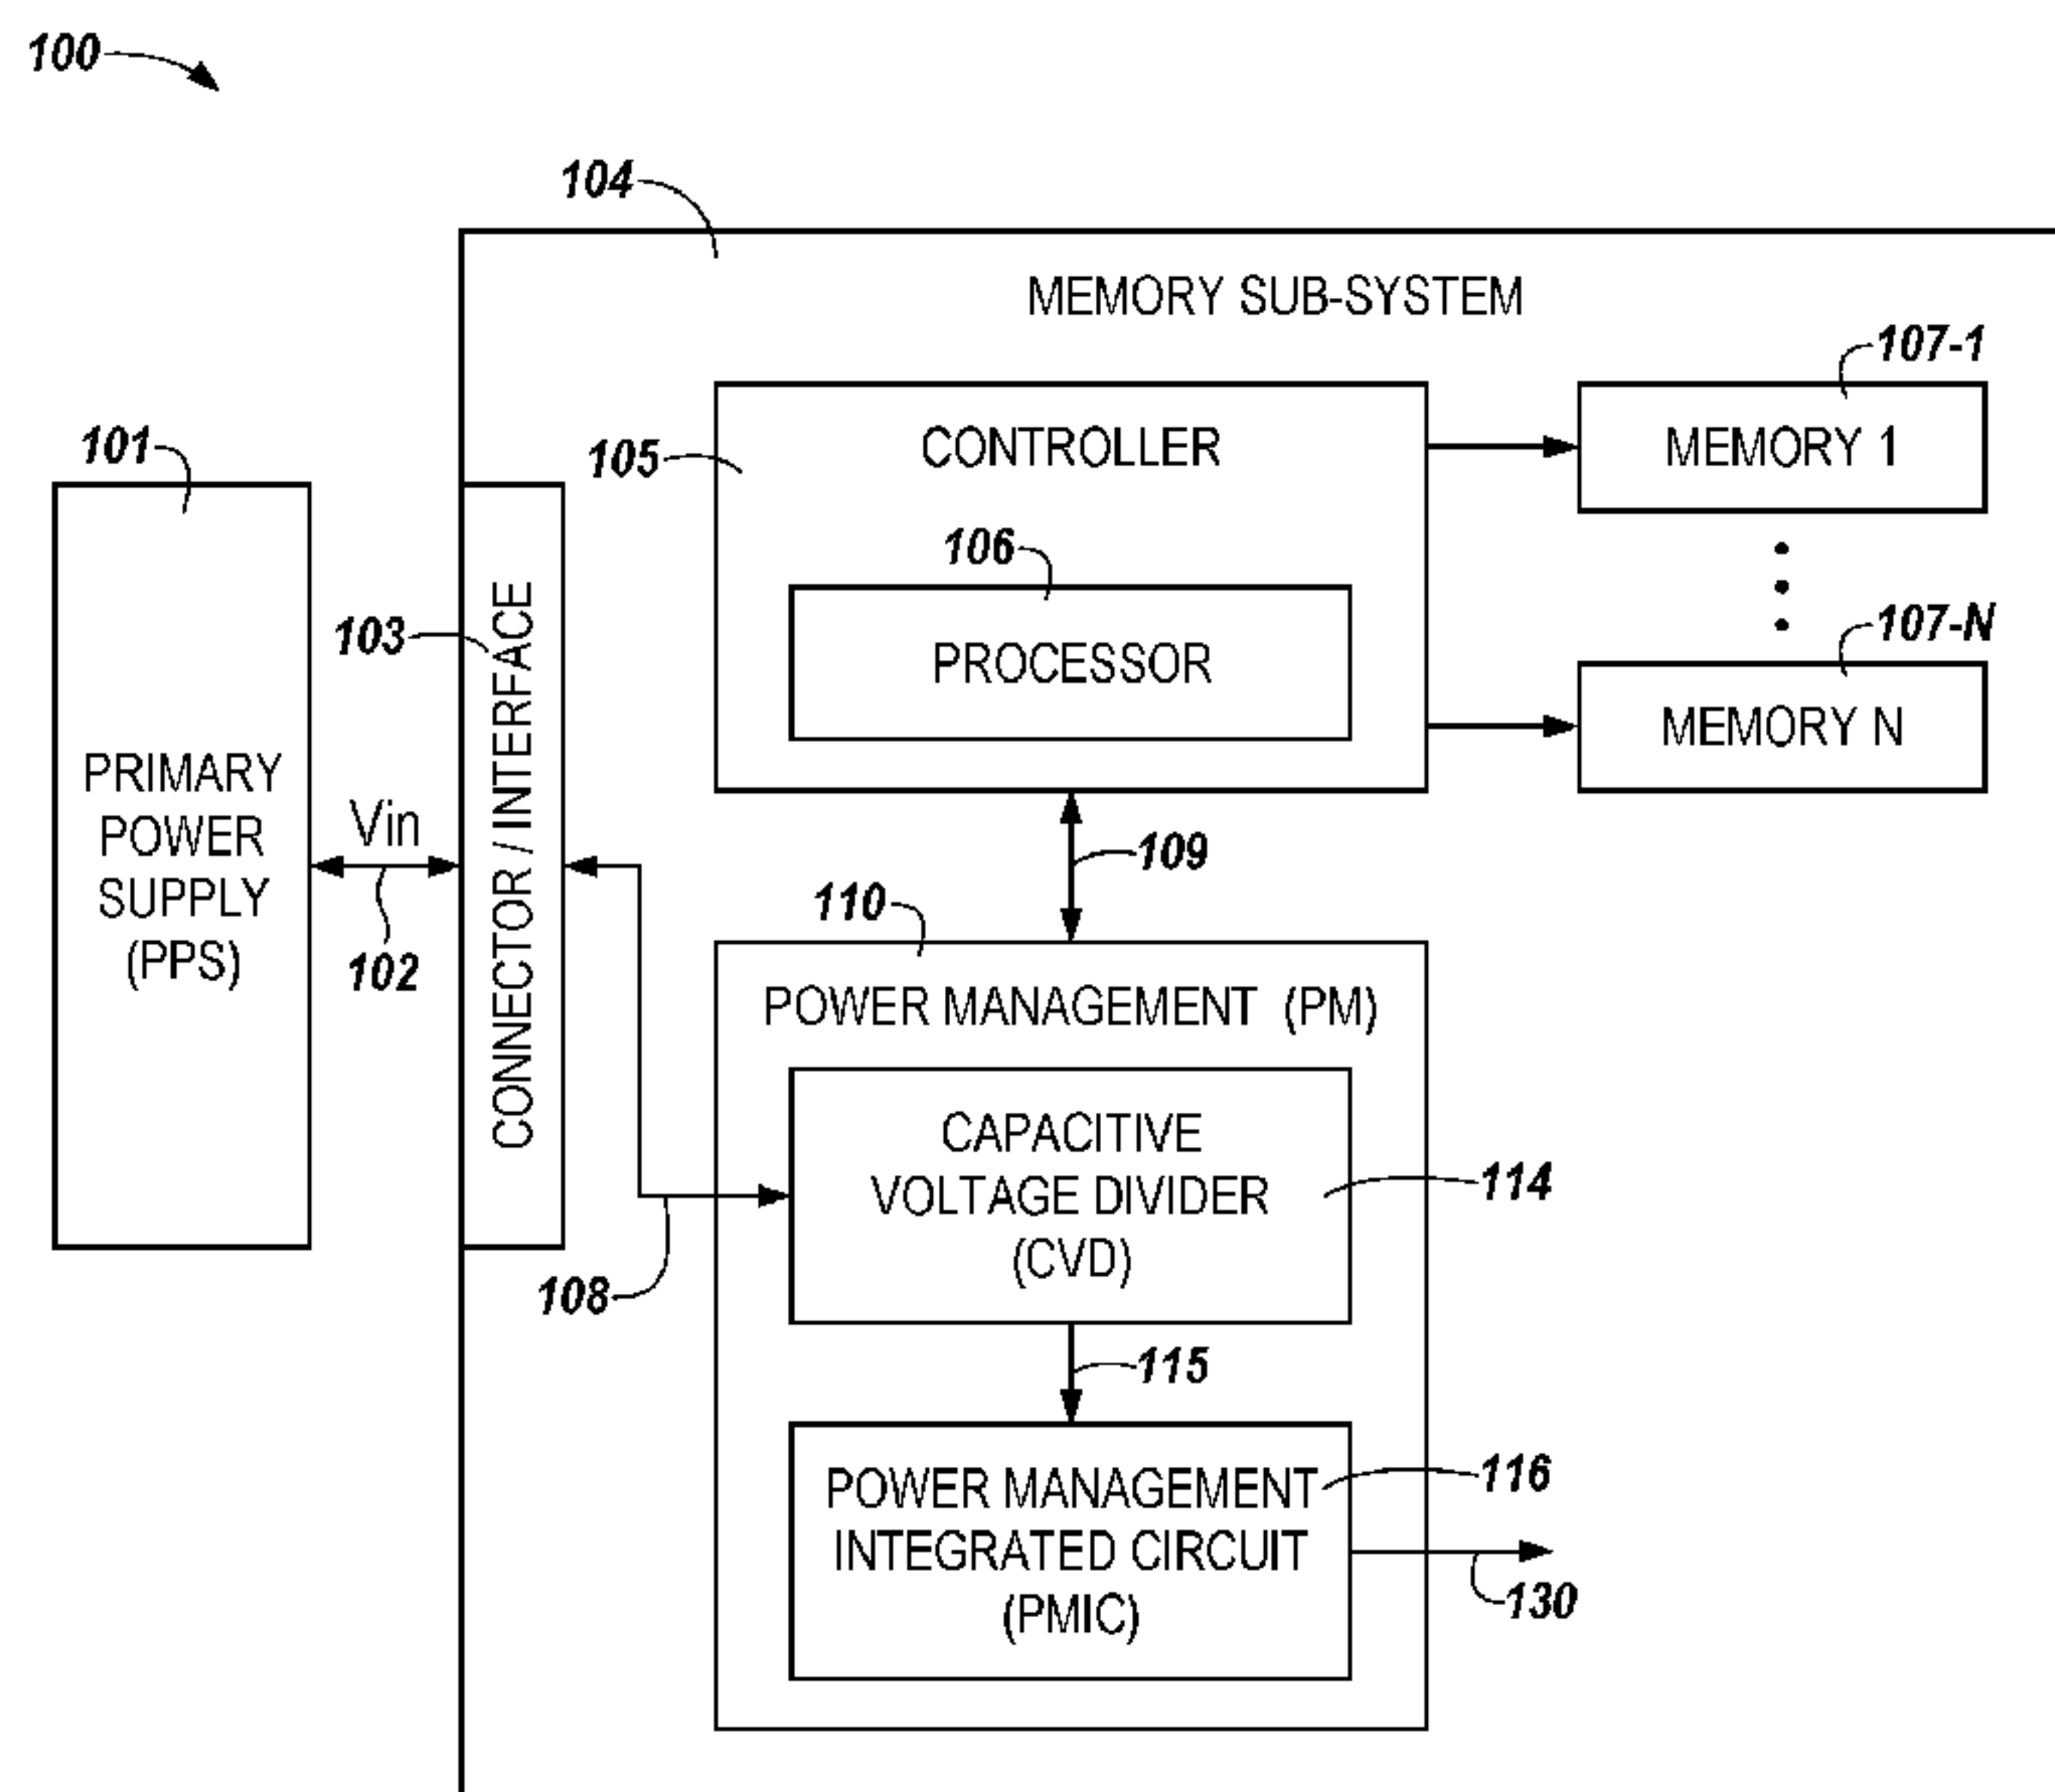 100
104
MEMORY SUB-SYSTEM
107-1
101
105
CONTROLLER
MEMORY 1
106
103
PROCESSOR
107-N
MEMORY N
PRIMARY
POWER
SUPPLY
(PPS)
Vin
102
CONNECTOR / INTERFACE
109
110
POWER MANAGEMENT (PM)
CAPACITIVE
VOLTAGE DIVIDER
(CVD)
114
108
115
POWER MANAGEMENT
INTEGRATED CIRCUIT
(PMIC)
116
130